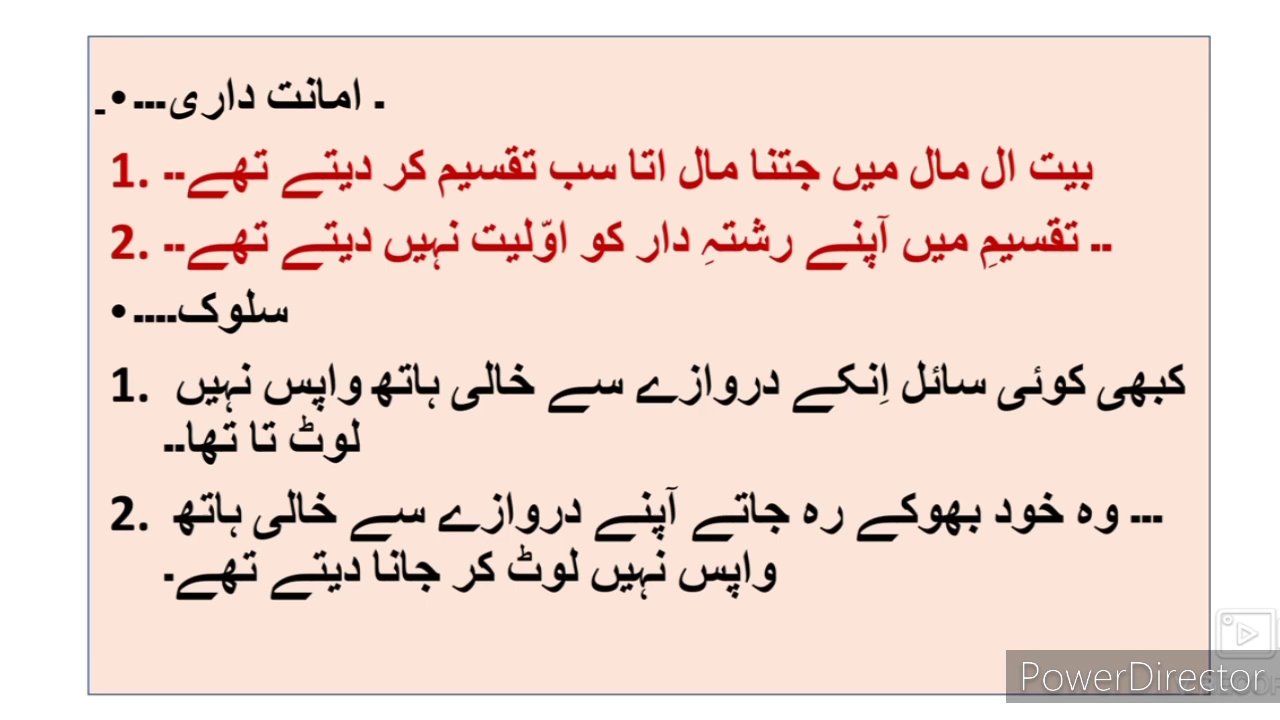 ۔ امانت داری...•۔
1. بیت ال مال میں جتنا مال اتا سب تقسیم کر دیتے تھے۔۔
2. ۔۔ تقسیمِ میں آپنے رشتہِ دار کو اوّلیت نہیں دیتے تھے۔۔
• سلوک....
1. کبھی کوئی سائل اِنکے دروازے سے خالی ہاتھ واپس نہیں
لوٹ تا تھا۔۔
2. ... وہ خود بھوکے رہ جاتے آپنے دروازے سے خالی ہاتھ
واپس نہیں لوٹ کر جانا دیتے تھے۔
PowerDirector